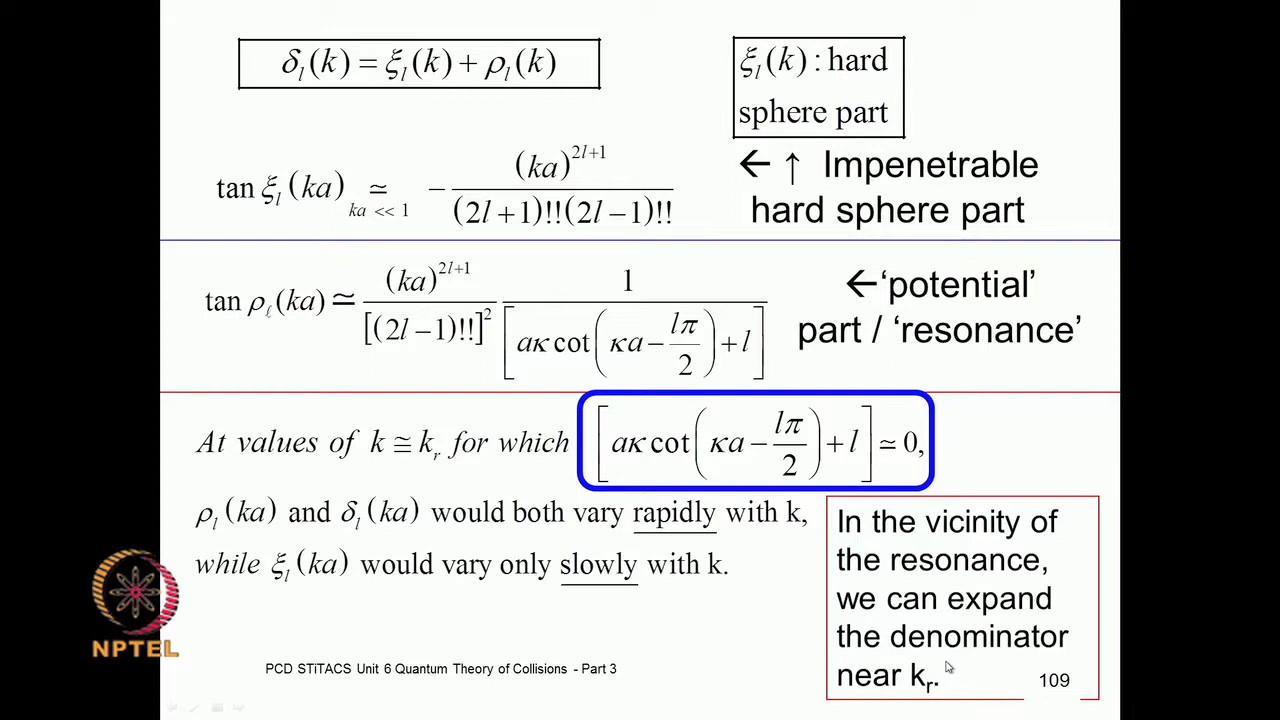 δ_l(k) = ξ_l(k) + ρ_l(k)
ξ_l(k) : hard
sphere part
tan ξ_l(ka) ≃_{ka << 1} − (ka)^{2l+1} / (2l+1)!!(2l−1)!!
← ↑ Impenetrable
hard sphere part
tan ρ_ℓ(ka) ≃ (ka)^{2l+1} / [(2l−1)!!]^2 1 / [aκ cot(κa − lπ/2) + l]
←‘potential’
part / ‘resonance’
At values of k ≅ k_r for which [aκ cot(κa − lπ/2) + l] ≃ 0,
ρ_l(ka) and δ_l(ka) would both vary rapidly with k,
while ξ_l(ka) would vary only slowly with k.
In the vicinity of
the resonance,
we can expand
the denominator
near k_r.
NPTEL
PCD STiTACS Unit 6 Quantum Theory of Collisions - Part 3
109